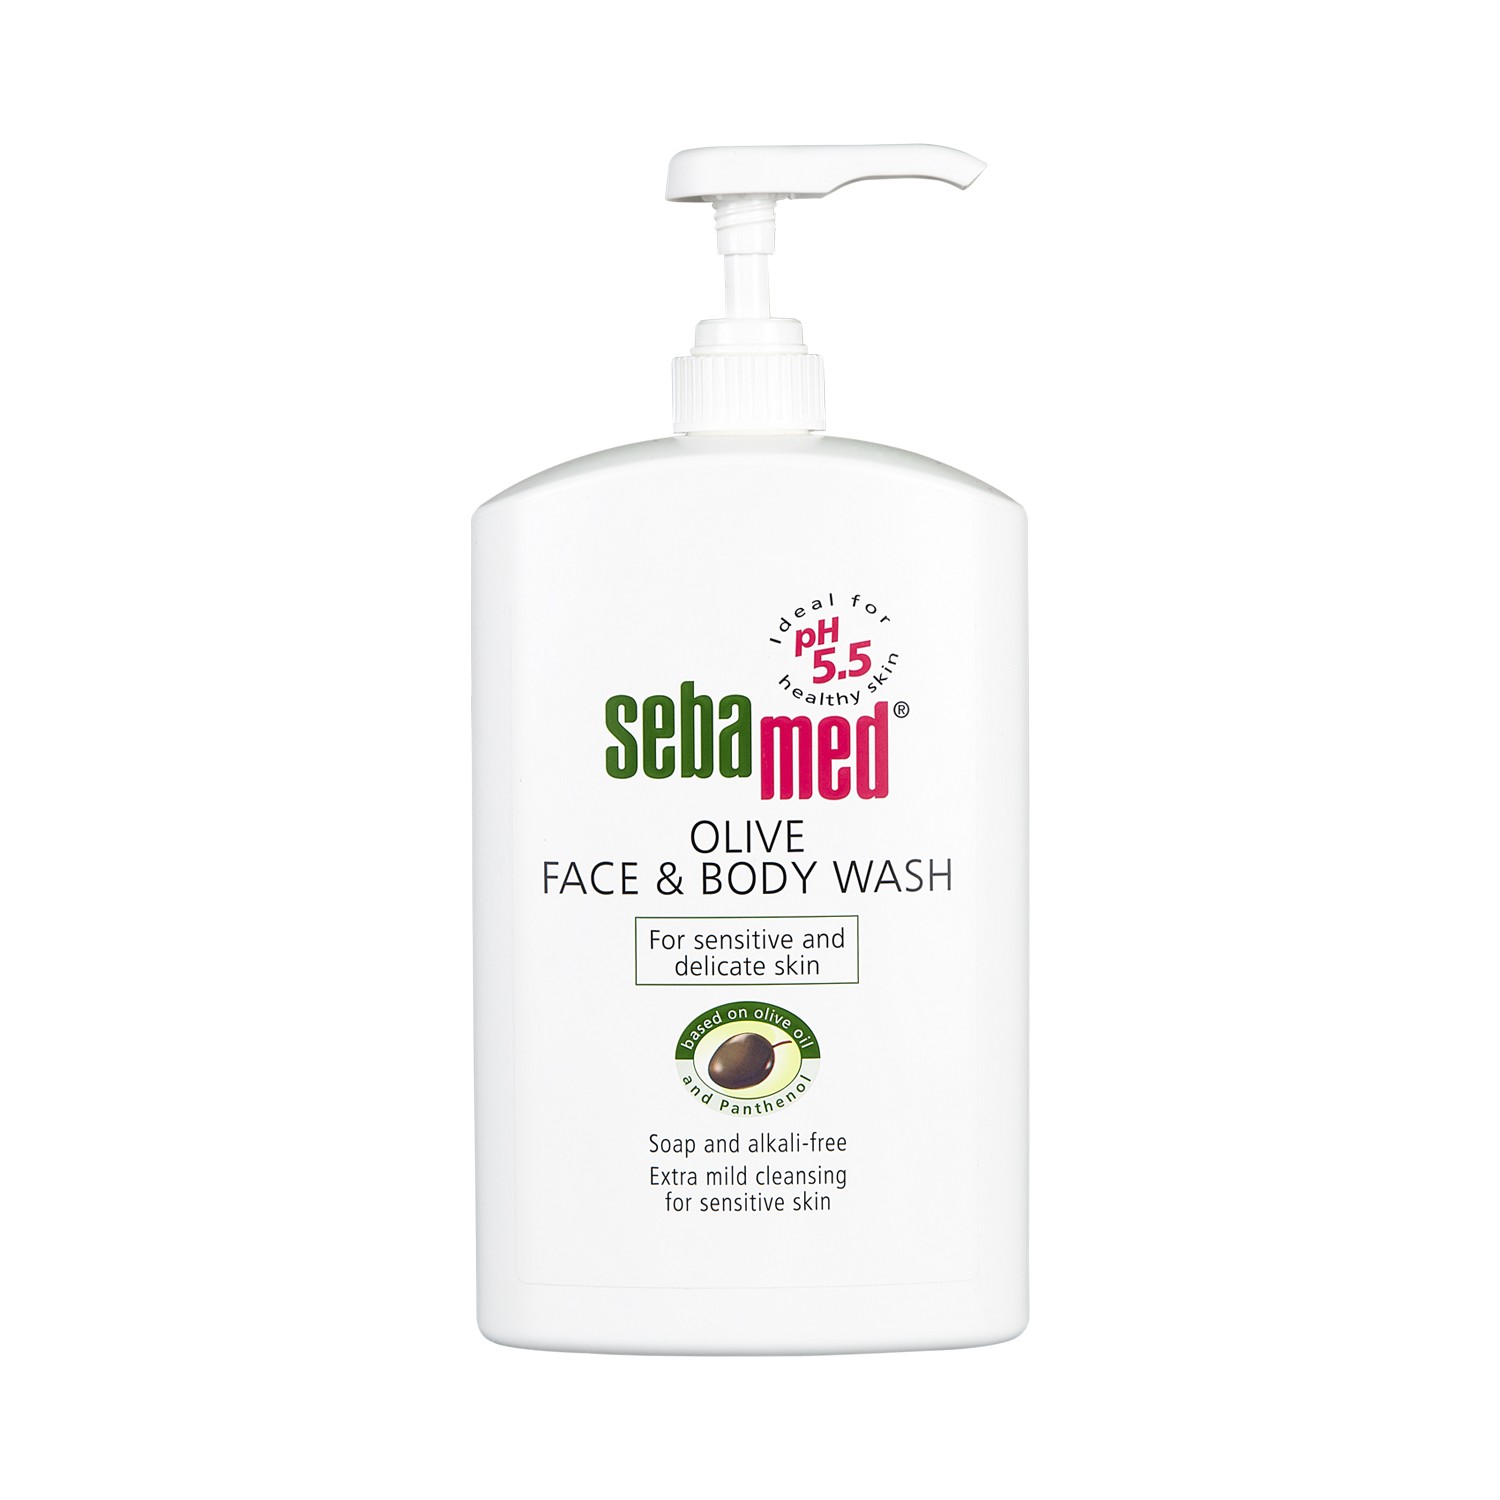 Ideal for
pH
5.5
healthy skin
sebamed®
OLIVE
FACE & BODY WASH
For sensitive and
delicate skin
based on olive oil
and Panthenol
Soap and alkali-free
Extra mild cleansing
for sensitive skin